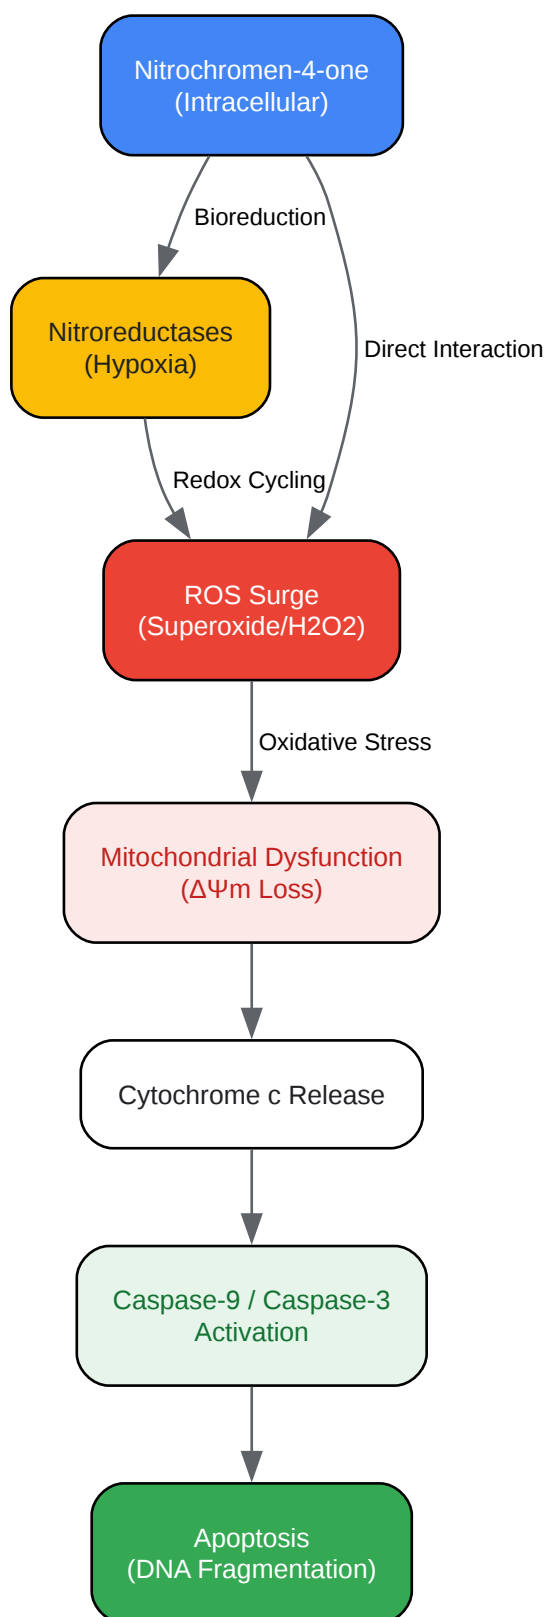 Nitrochromen-4-one
(Intracellular)
Bioreduction
Nitroreductases
(Hypoxia)
Direct Interaction
Redox Cycling
ROS Surge
(Superoxide/H2O2)
Oxidative Stress
Mitochondrial Dysfunction
(ΔΨm Loss)
Cytochrome c Release
Caspase-9 / Caspase-3
Activation
Apoptosis
(DNA Fragmentation)